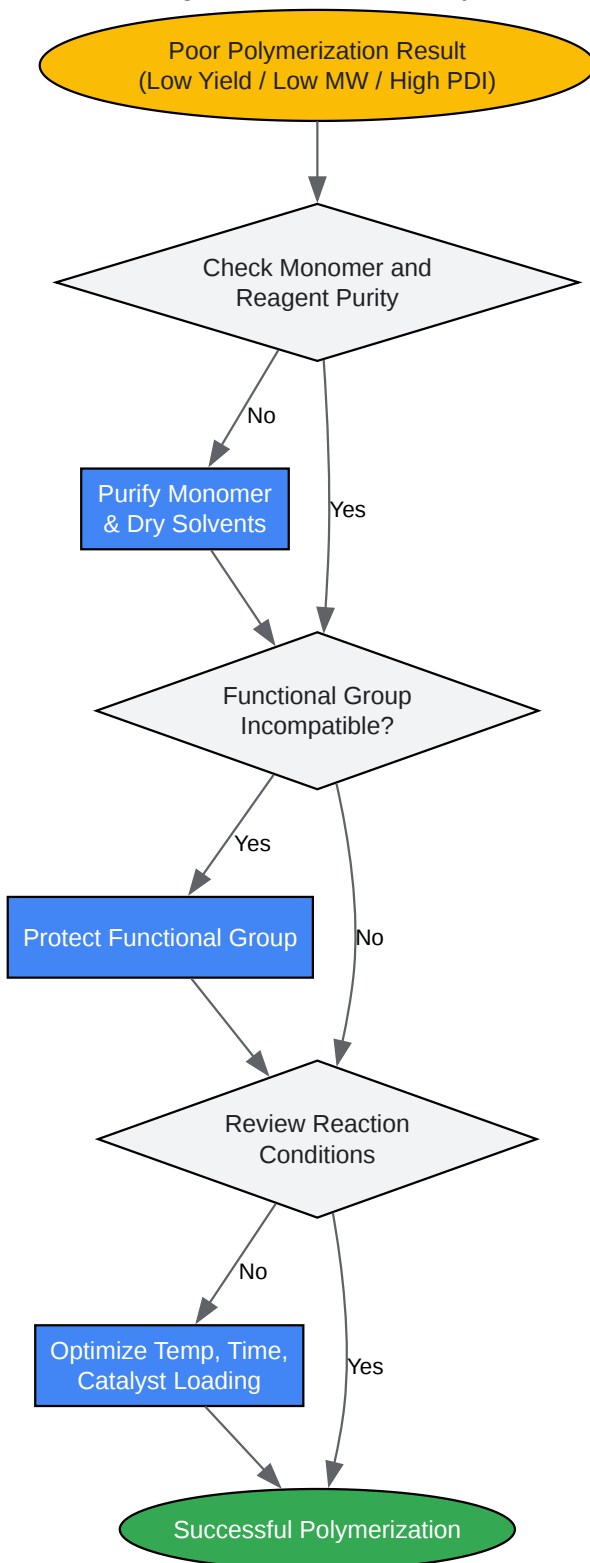 Poor Polymerization Result
(Low Yield / Low MW / High PDI)
Check Monomer and
Reagent Purity
No
Purify Monomer
& Dry Solvents
Yes
Functional Group
Incompatible?
Yes
Protect Functional Group
No
Review Reaction
Conditions
No
Optimize Temp, Time,
Catalyst Loading
Yes
Successful Polymerization